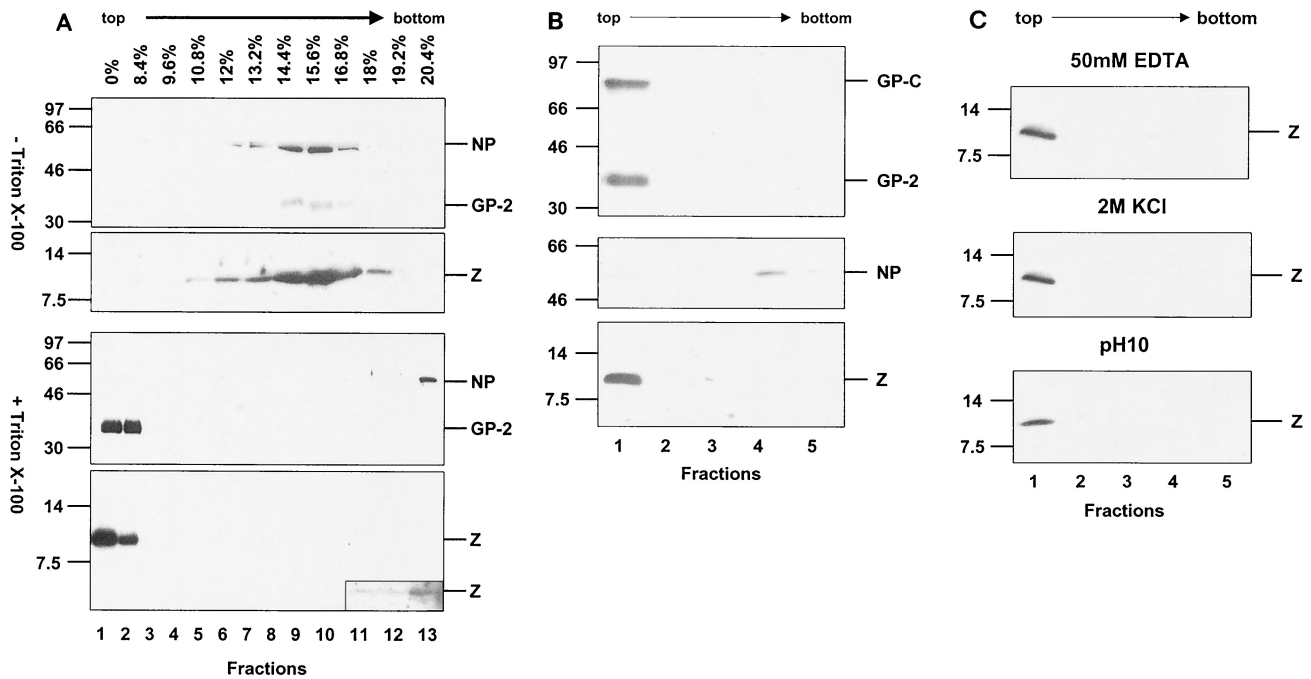 A
top bottom
0% 8.4% 9.6% 10.8% 12% 13.2% 14.4% 15.6% 16.8% 18% 19.2% 20.4%
- Triton X-100
97
66
46
30
NP
GP-2
14
7.5
Z
+ Triton X-100
97
66
46
30
NP
GP-2
14
7.5
Z
Z
1 2 3 4 5 6 7 8 9 10 11 12 13
Fractions
B
top bottom
97
66
46
30
GP-C
GP-2
66
46
NP
14
7.5
Z
1 2 3 4 5
Fractions
C
top bottom
50mM EDTA
14
7.5
Z
2M KCl
14
7.5
Z
pH10
14
7.5
Z
1 2 3 4 5
Fractions